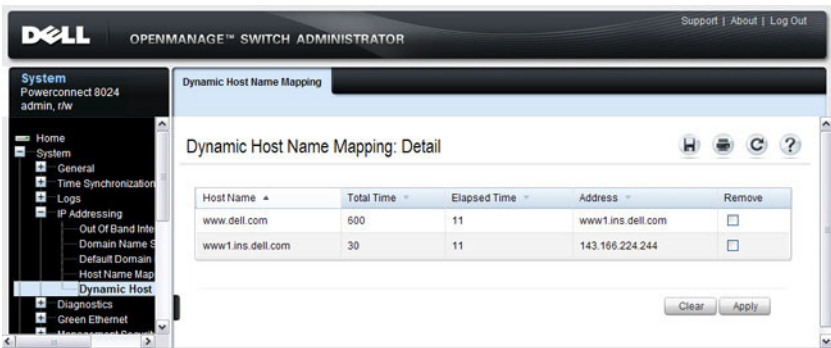 DELL
OPENMANAGE™ SWITCH ADMINISTRATOR
Support | About | Log Out
System
Powerconnect 8024
admin, r/w
Home
System
General
Time Synchronization
Logs
IP Addressing
Out Of Band Inte
Domain Name S
Default Domain
Host Name Map
Dynamic Host
Diagnostics
Green Ethernet
Management Securit
Dynamic Host Name Mapping
Dynamic Host Name Mapping: Detail
Host Name Total Time Elapsed Time Address Remove
www.dell.com 600 11 www1.ins.dell.com
www1.ins.dell.com 30 11 143.166.224.244
Clear Apply